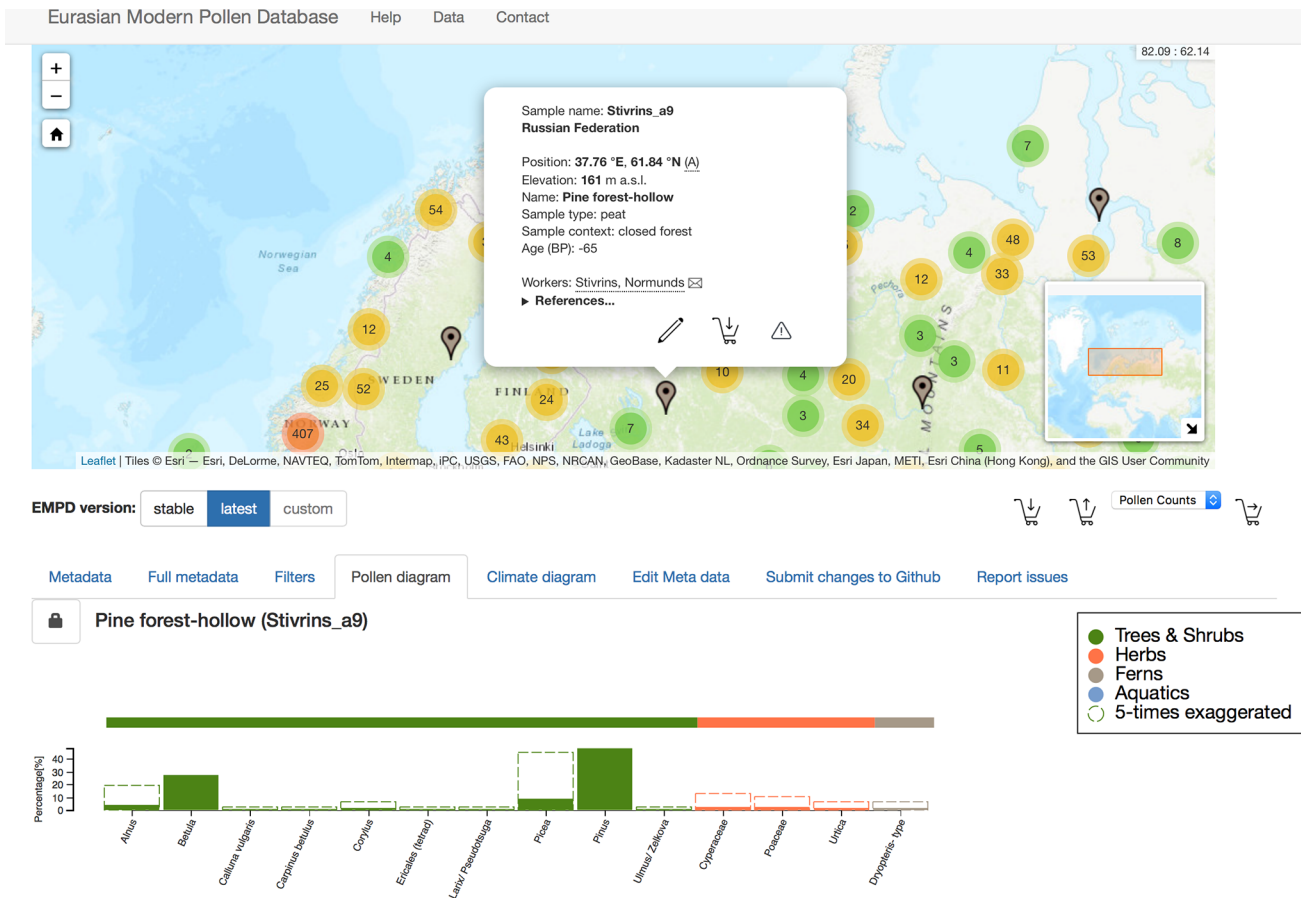 Eurasian Modern Pollen Database Help Data Contact
82.09 : 62.14
+
−
Sample name: Stivrins_a9
Russian Federation
Position: 37.76 °E, 61.84 °N (A)
Elevation: 161 m a.s.l.
Name: Pine forest-hollow
Sample type: peat
Sample context: closed forest
Age (BP): -65
Workers: Stivrins, Normunds
▶ References...
7
54
2
4
Norwegian
Sea
48
4
8
53
33
12
Pechora
12
3
3
11
25
52
SWEDEN
FINLAND
24
10
4
20
MOUNTAINS
407
NORWAY
43
Helsinki
Lake
Ladoga
7
3
34
5
Oslo
Leaflet | Tiles © Esri — Esri, DeLorme, NAVTEQ, TomTom, Intermap, iPC, USGS, FAO, NPS, NRCAN, GeoBase, Kadaster NL, Ordnance Survey, Esri Japan, METI, Esri China (Hong Kong), and the GIS User Community
EMPD version: stable latest custom
Pollen Counts
Metadata Full metadata Filters Pollen diagram Climate diagram Edit Meta data Submit changes to Github Report issues
Pine forest-hollow (Stivrins_a9)
Trees & Shrubs
Herbs
Ferns
Aquatics
5-times exaggerated
Percentage[%]
40
30
20
10
0
Alnus
Betula
Calluna vulgaris
Carpinus betulus
Corylus
Ericales (tetrad)
Larix/ Pseudotsuga
Picea
Pinus
Ulmus/ Zelkova
Cyperaceae
Poaceae
Urtica
Dryopteris- type